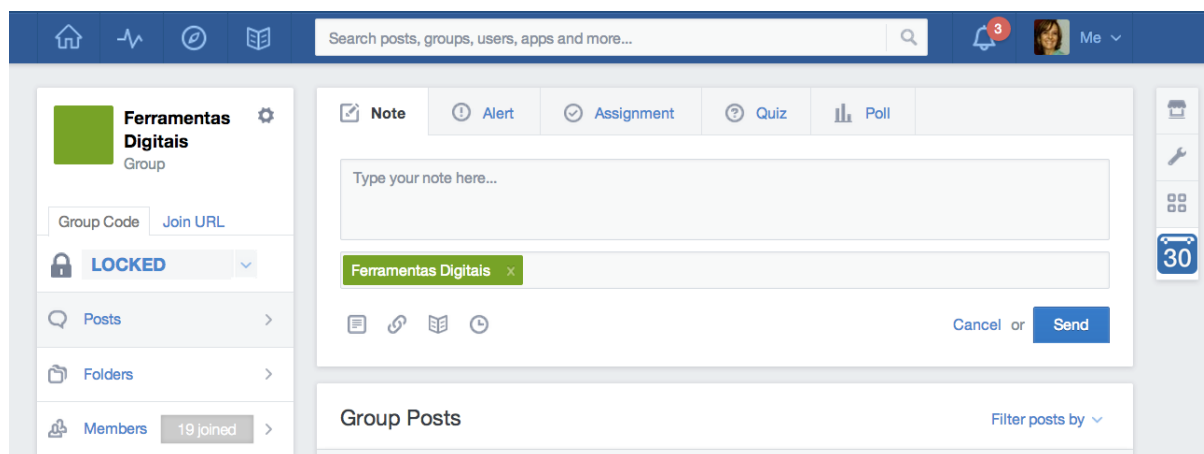 Search posts, groups, users, apps and more...
3
Me
Ferramentas
Digitais
Group
Group Code
Join URL
LOCKED
Posts
Folders
Members
19 joined
Note
Alert
Assignment
Quiz
Poll
Type your note here...
Ferramentas Digitais x
Cancel or Send
Group Posts
Filter posts by
30